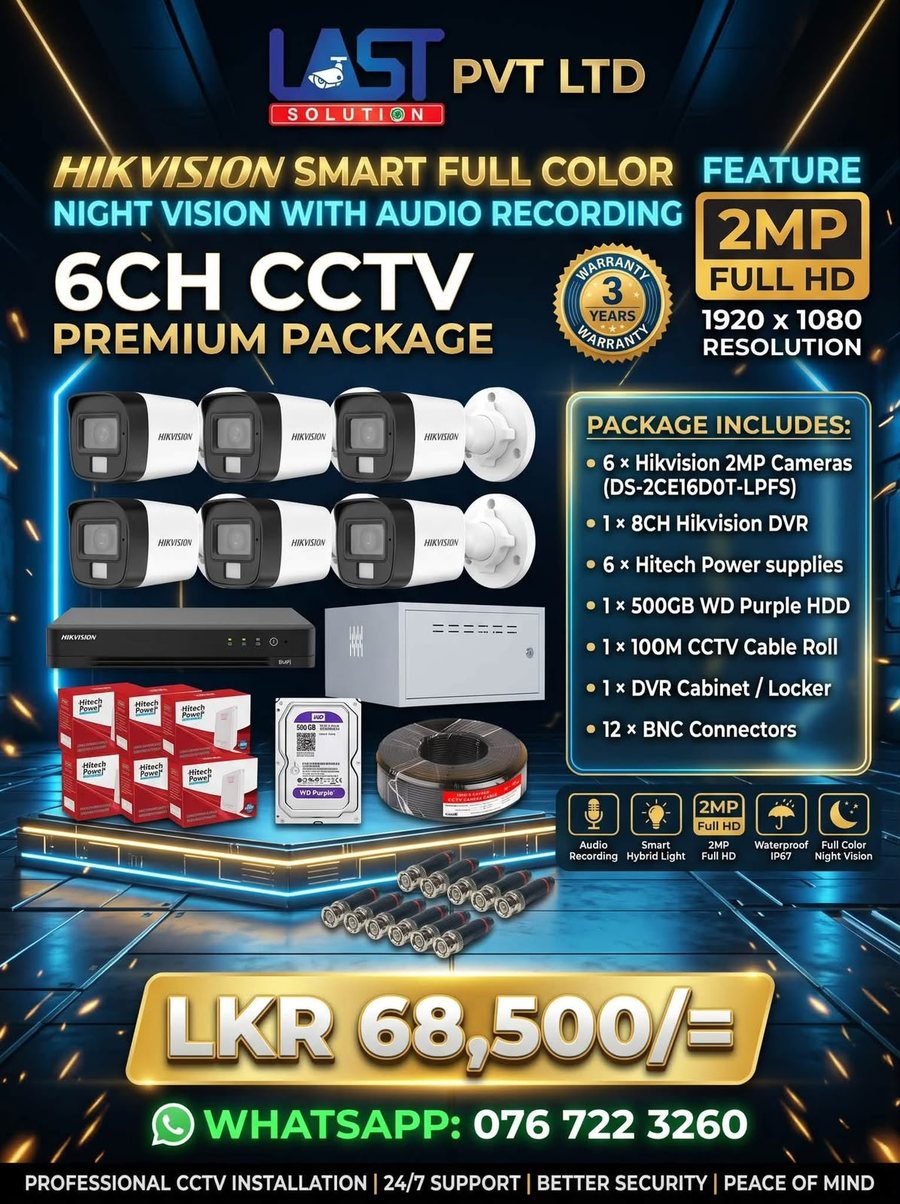 LAST PVT LTD
SOLUTION
HIKVISION SMART FULL COLOR
NIGHT VISION WITH AUDIO RECORDING
FEATURE
2MP
FULL HD
1920 x 1080
RESOLUTION
6CH CCTV
PREMIUM PACKAGE
WARRANTY
3
YEARS
WARRANTY
HIKVISION
HIKVISION
HIKVISION
HIKVISION
HIKVISION
HIKVISION
PACKAGE INCLUDES:
• 6 × Hikvision 2MP Cameras
(DS-2CE16D0T-LPFS)
• 1 × 8CH Hikvision DVR
• 6 × Hitech Power supplies
• 1 × 500GB WD Purple HDD
• 1 × 100M CCTV Cable Roll
• 1 × DVR Cabinet / Locker
• 12 × BNC Connectors
HIKVISION
Hitech
Power
Hitech
Power
Hitech
Power
Hitech
Power
Hitech
Power
Hitech
Power
WD
500 GB
WD Purple
CCTV CAMERA CABLE
2MP
Full HD
Audio
Recording
Smart
Hybrid Light
2MP
Full HD
Waterproof
IP67
Full Color
Night Vision
LKR 68,500/=
WHATSAPP: 076 722 3260
PROFESSIONAL CCTV INSTALLATION | 24/7 SUPPORT | BETTER SECURITY | PEACE OF MIND